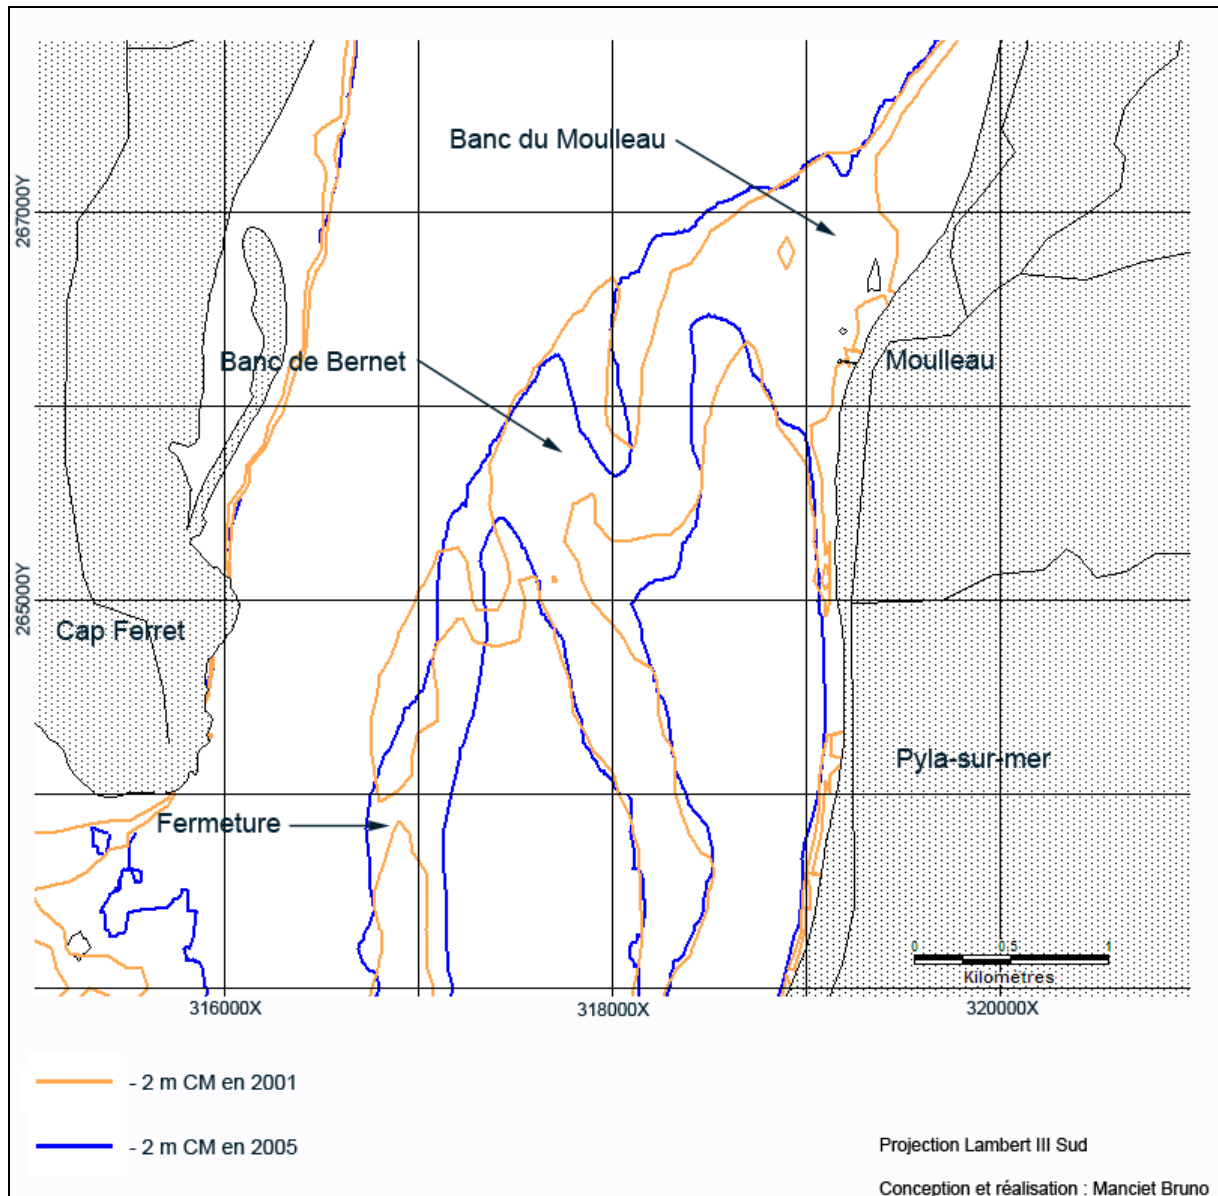 Banc du Moulleau
267000Y
Banc de Bernet
Moulleau
265000Y
Cap Ferret
Pyla-sur-mer
Fermeture
0 0.5 1
Kilomètres
316000X 318000X 320000X
- 2 m CM en 2001
- 2 m CM en 2005
Projection Lambert III Sud
Conception et réalisation : Manciet Bruno